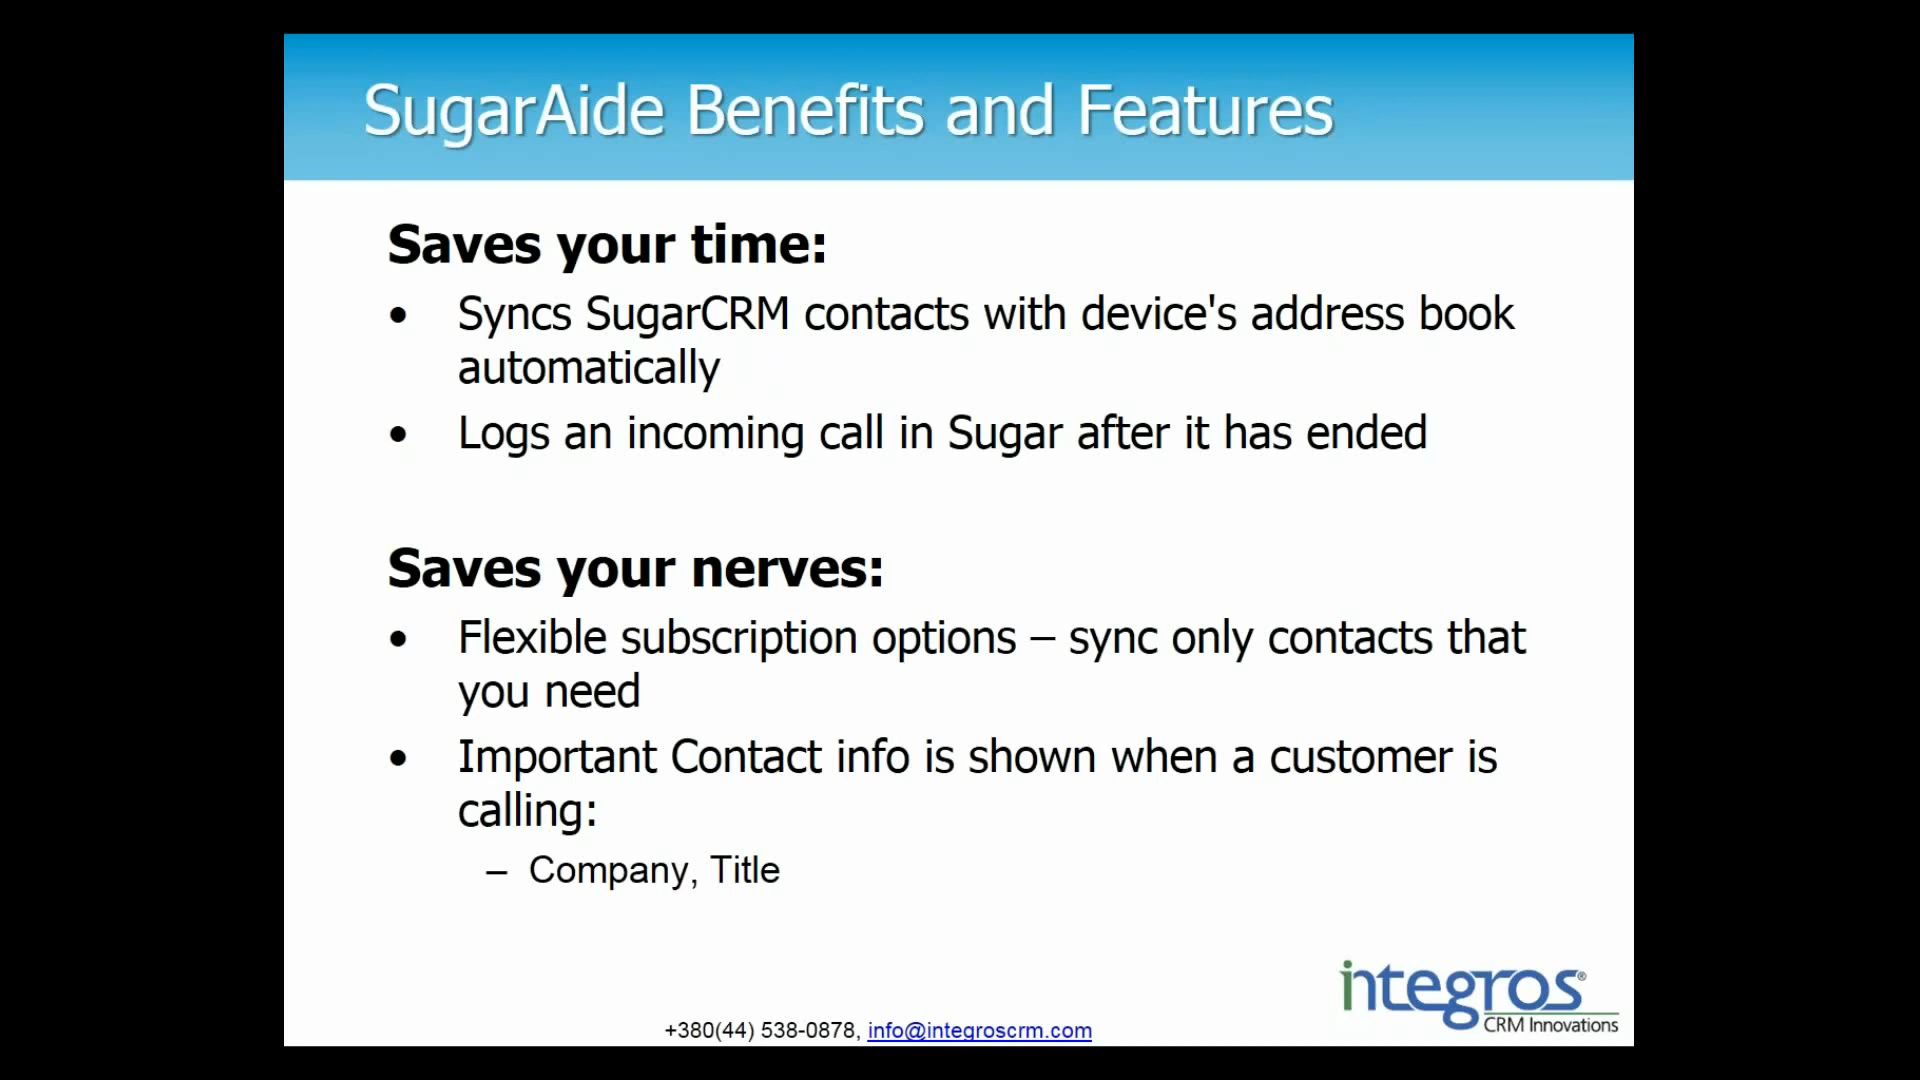 SugarAide Benefits and Features
Saves your time:
• Syncs SugarCRM contacts with device's address book
automatically
• Logs an incoming call in Sugar after it has ended
Saves your nerves:
• Flexible subscription options – sync only contacts that
you need
• Important Contact info is shown when a customer is
calling:
– Company, Title
integros®
CRM Innovations
+380(44) 538-0878, info@integroscrm.com